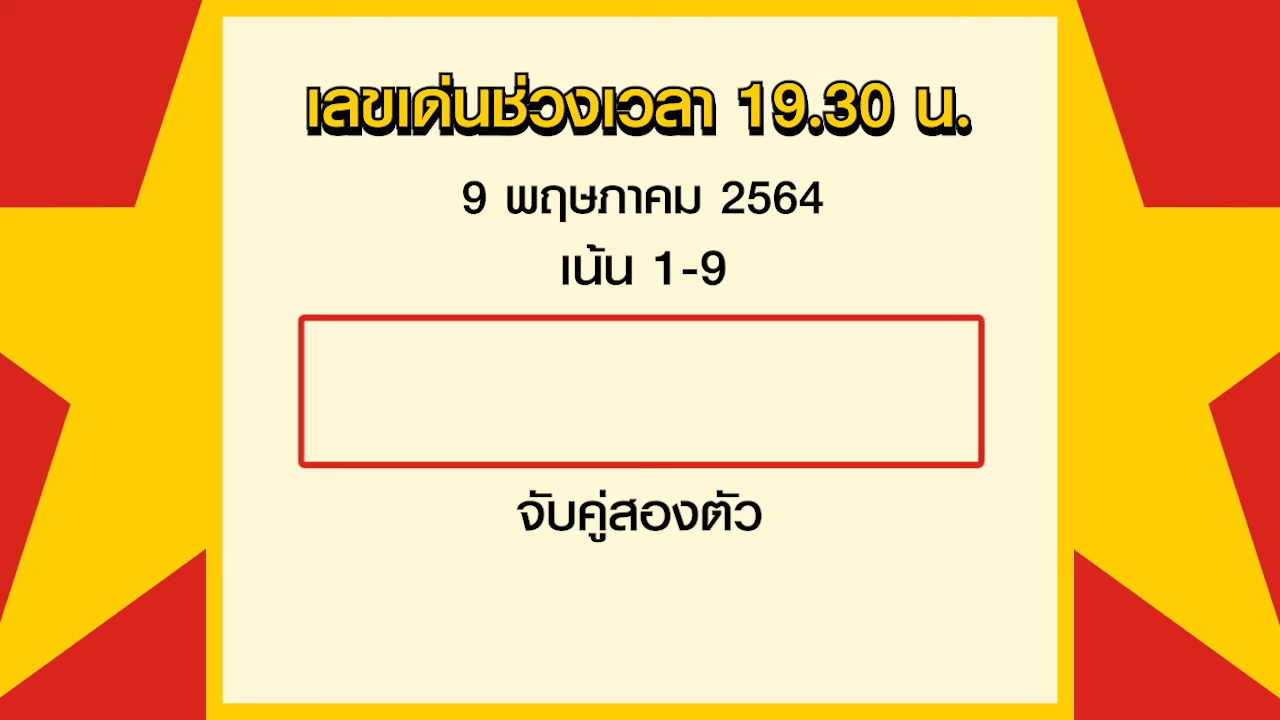 เลขเด่นช่วงเวลา 19.30 น.
9 พฤษภาคม 2564
เน้น 1-9
จับคู่สองตัว